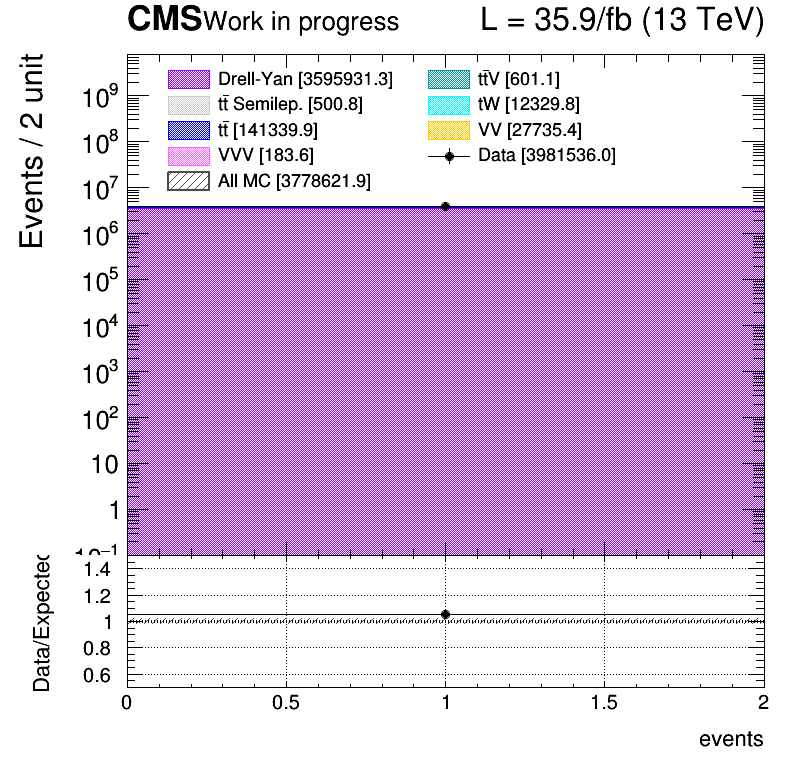 CMS Work in progress L = 35.9/fb (13 TeV)
Events / 2 unit
Drell-Yan [3595931.3] tt̄V [601.1]
tt̄ Semilep. [500.8] tW [12329.8]
tt̄ [141339.9] VV [27735.4]
VVV [183.6] Data [3981536.0]
All MC [3778621.9]
10⁹
10⁸
10⁷
10⁶
10⁵
10⁴
10³
10²
10
1
10⁻¹
Data/Expected
1.4
1.2
1
0.8
0.6
0 0.5 1 1.5 2
events